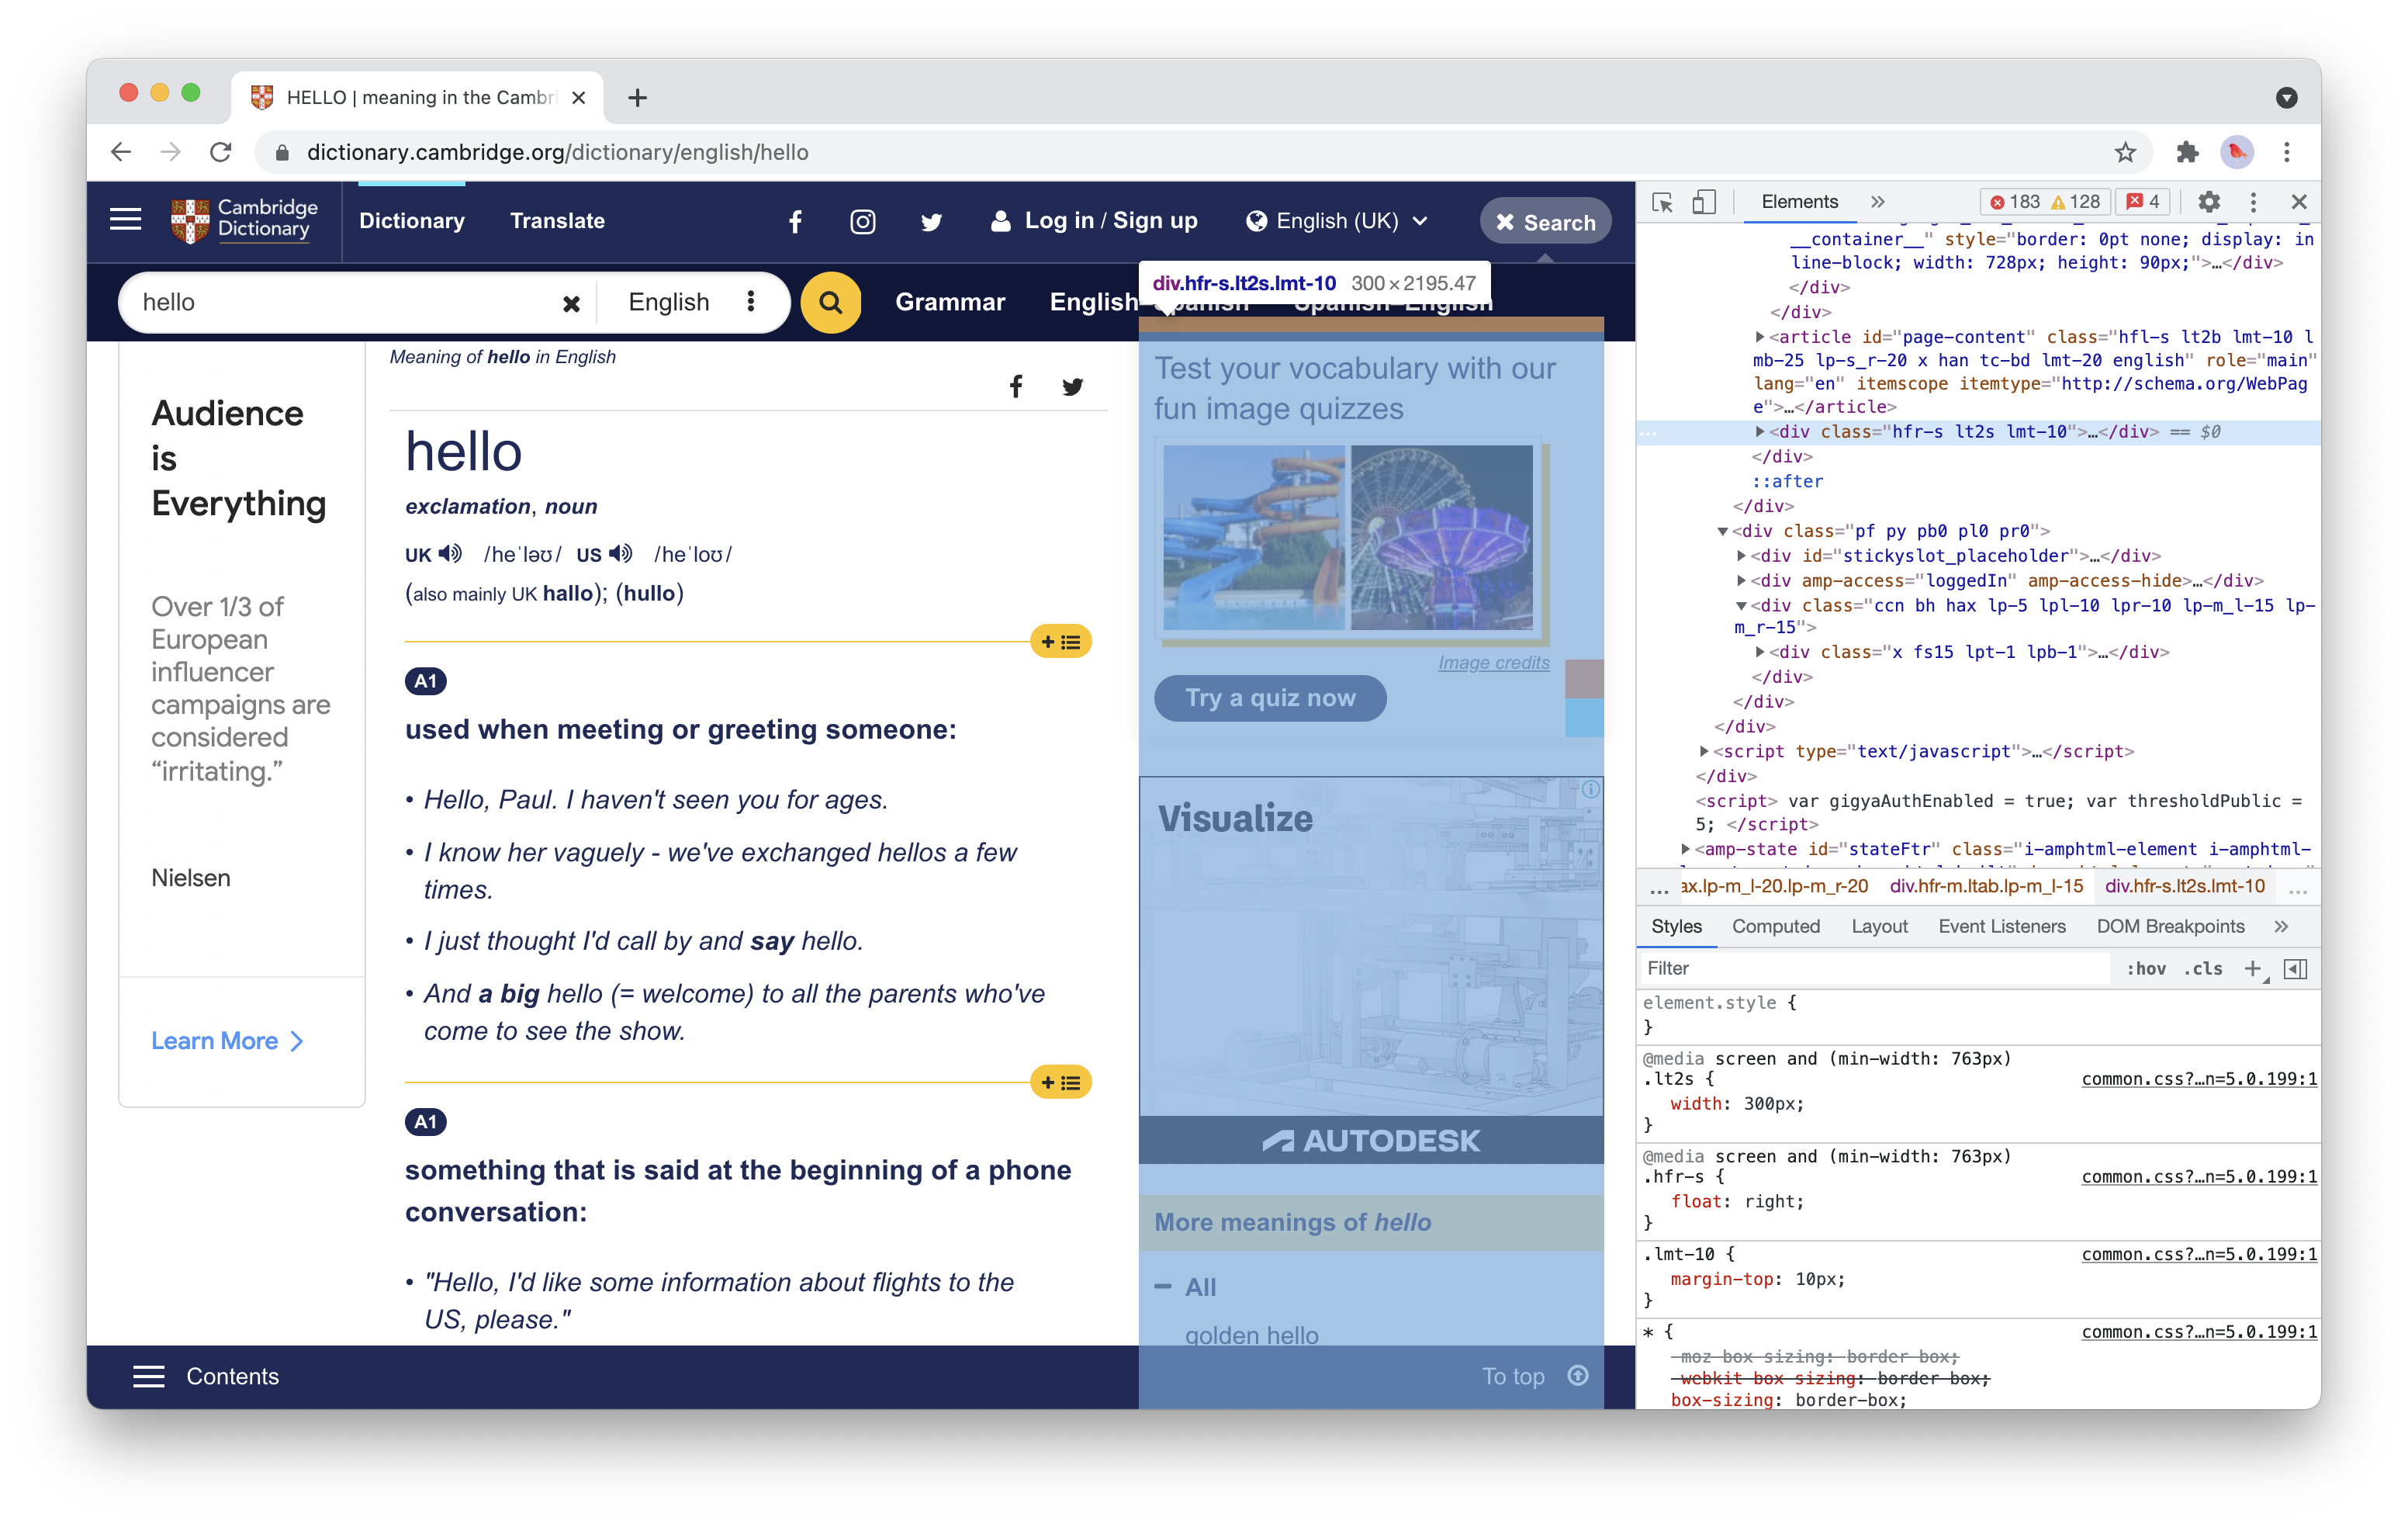 HELLO | meaning in the Cambri
dictionary.cambridge.org/dictionary/english/hello
Cambridge
Dictionary
Dictionary
Translate
Log in / Sign up
English (UK)
Search
hello
English
Grammar
English–Spanish
Spanish–English
div.hfr-s.lt2s.lmt-10 300 × 2195.47
Audience
is
Everything
Over 1/3 of
European
influencer
campaigns are
considered
“irritating.”
Nielsen
Learn More
Meaning of hello in English
hello
exclamation, noun
UK /heˈləʊ/ US /heˈloʊ/
(also mainly UK hallo); (hullo)
A1
used when meeting or greeting someone:
• Hello, Paul. I haven't seen you for ages.
• I know her vaguely - we've exchanged hellos a few
times.
• I just thought I'd call by and say hello.
• And a big hello (= welcome) to all the parents who've
come to see the show.
A1
something that is said at the beginning of a phone
conversation:
• "Hello, I'd like some information about flights to the
US, please."
Test your vocabulary with our
fun image quizzes
Image credits
Try a quiz now
Visualize
AUTODESK
More meanings of hello
All
golden hello
Contents
To top
Elements
183 128
4
__container__" style="border: 0pt none; display: in
line-block; width: 728px; height: 90px;">…</div>
</div>
</div>
<article id="page-content" class="hfl-s lt2b lmt-10 l
mb-25 lp-s_r-20 x han tc-bd lmt-20 english" role="main"
lang="en" itemscope itemtype="http://schema.org/WebPag
e">…</article>
<div class="hfr-s lt2s lmt-10">…</div> == $0
</div>
::after
</div>
<div class="pf py pb0 pl0 pr0">
<div id="stickyslot_placeholder">…</div>
<div amp-access="loggedIn" amp-access-hide>…</div>
<div class="ccn bh hax lp-5 lpl-10 lpr-10 lp-m_l-15 lp-
m_r-15">
<div class="x fs15 lpt-1 lpb-1">…</div>
</div>
</div>
</div>
<script type="text/javascript">…</script>
</div>
<script> var gigyaAuthEnabled = true; var thresholdPublic =
5; </script>
<amp-state id="stateFtr" class="i-amphtml-element i-amphtml-
... ax.lp-m_l-20.lp-m_r-20 div.hfr-m.ltab.lp-m_l-15 div.hfr-s.lt2s.lmt-10 ...
Styles Computed Layout Event Listeners DOM Breakpoints
Filter
:hov .cls
element.style {
}
@media screen and (min-width: 763px)
.lt2s { common.css?…n=5.0.199:1
width: 300px;
}
@media screen and (min-width: 763px)
.hfr-s { common.css?…n=5.0.199:1
float: right;
}
.lmt-10 { common.css?…n=5.0.199:1
margin-top: 10px;
}
* { common.css?…n=5.0.199:1
-moz-box-sizing: border-box;
-webkit-box-sizing: border-box;
box-sizing: border-box;